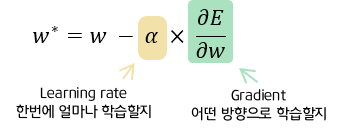 w* = w − α × ∂E/∂w
Learning rate
한번에 얼마나 학습할지
Gradient
어떤 방향으로 학습할지